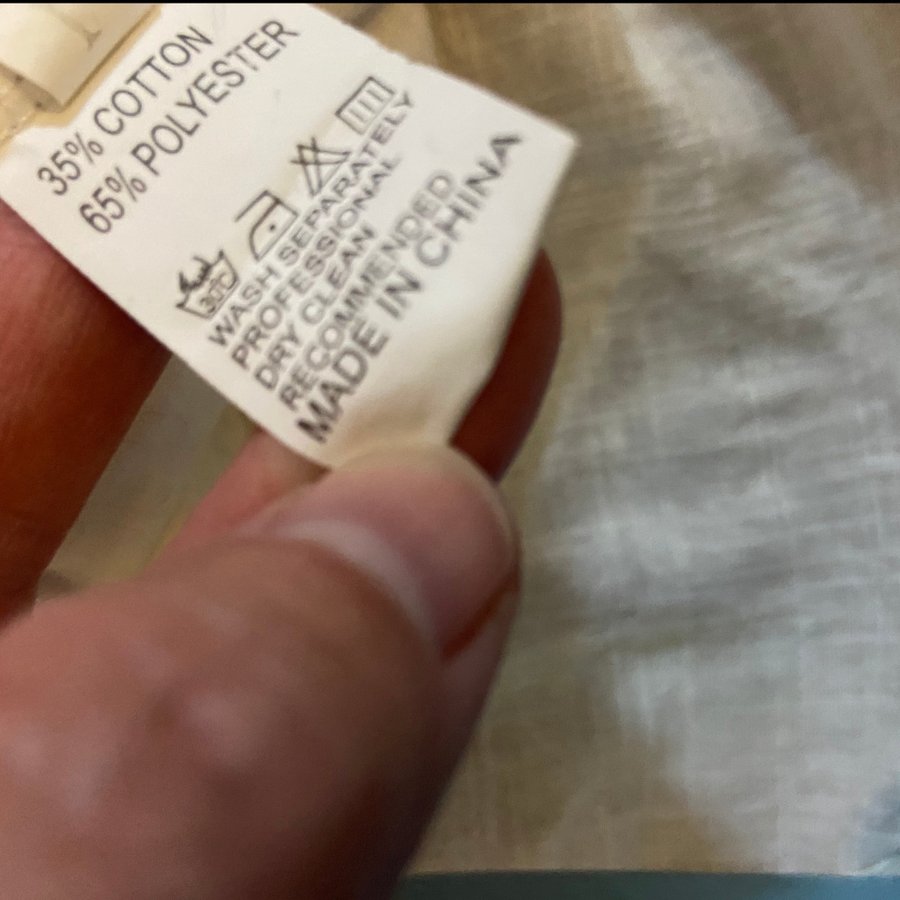 35% COTTON
65% POLYESTER
30°C
WASH SEPARATELY
PROFESSIONAL
DRY CLEAN
RECOMMENDED
MADE IN CHINA